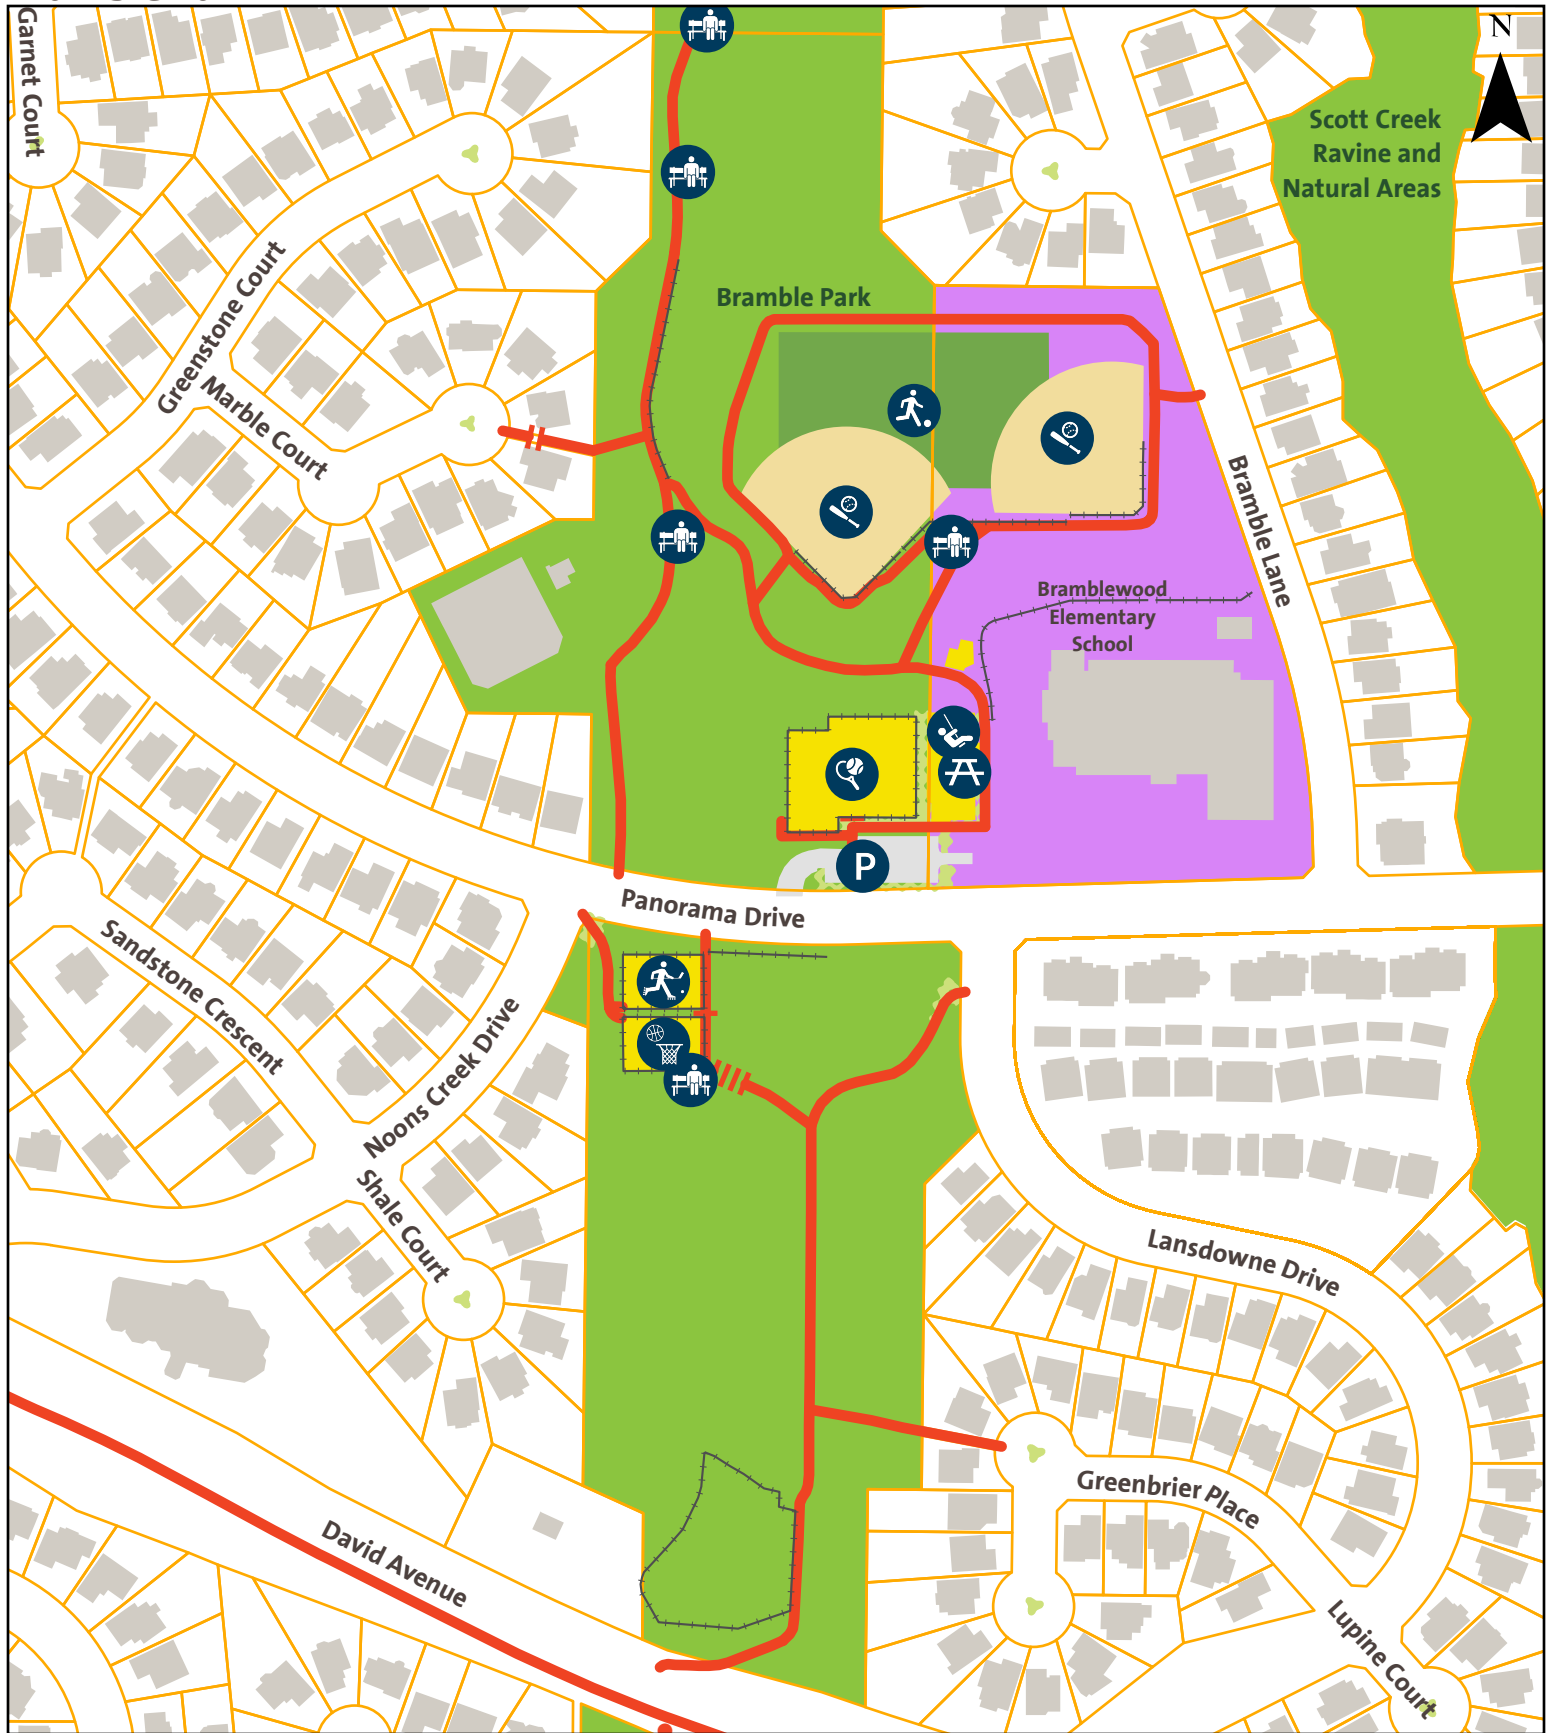 Garnet Court
N
Scott Creek
Ravine and
Natural Areas
Greenstone Court
Bramble Park
Marble Court
Bramble Lane
Bramblewood
Elementary
School
P
Panorama Drive
Sandstone Crescent
Noons Creek Drive
Shale Court
Lansdowne Drive
Greenbrier Place
David Avenue
Lupine Court